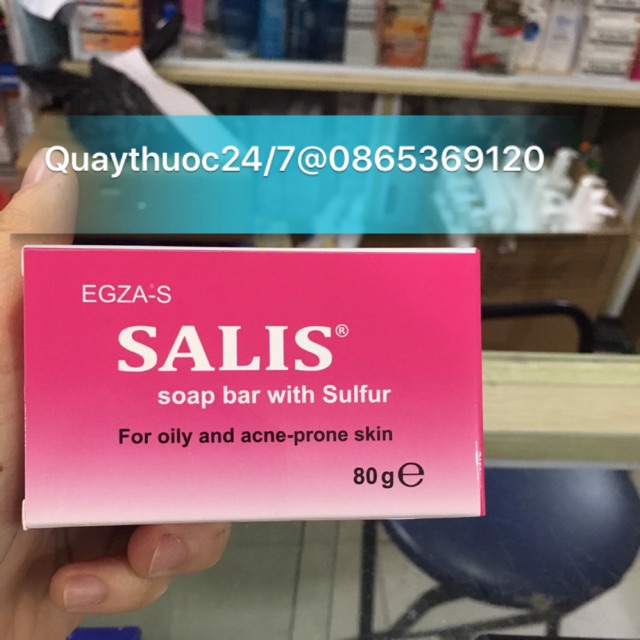 Quaythuoc24/7@0865369120
EGZA-S
SALIS®
soap bar with Sulfur
For oily and acne-prone skin
80g℮